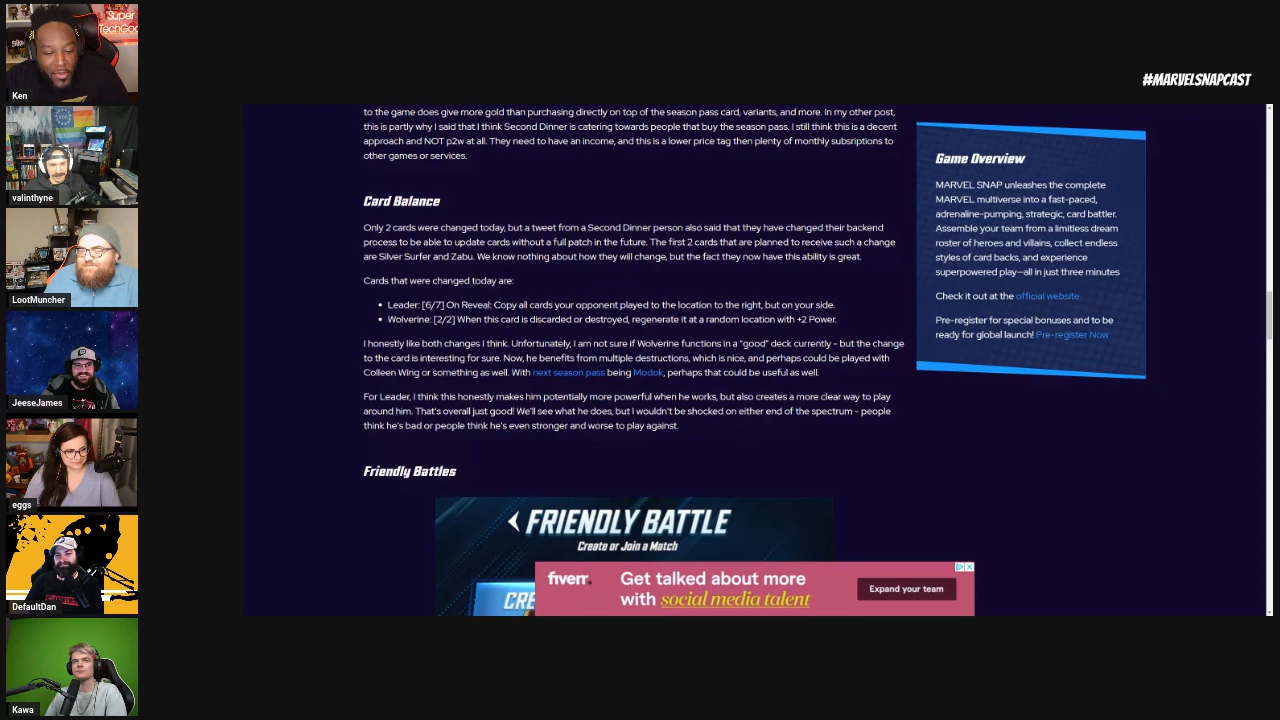 Super
TechGod
Ken
valinthyne
LootMuncher
JeeseJames
eggs
DefaultDan
Kawa
#MARVELSNAPCAST
to the game does give more gold than purchasing directly on top of the season pass card, variants, and more. In my other post,
this is partly why I said that I think Second Dinner is catering towards people that buy the season pass. I still think this is a decent
approach and NOT p2w at all. They need to have an income, and this is a lower price tag then plenty of monthly subsriptions to
other games or services.
Card Balance
Only 2 cards were changed today, but a tweet from a Second Dinner person also said that they have changed their backend
process to be able to update cards without a full patch in the future. The first 2 cards that are planned to receive such a change
are Silver Surfer and Zabu. We know nothing about how they will change, but the fact they now have this ability is great.
Cards that were changed today are:
• Leader: [6/7] On Reveal: Copy all cards your opponent played to the location to the right, but on your side.
• Wolverine: [2/2] When this card is discarded or destroyed, regenerate it at a random location with +2 Power.
I honestly like both changes I think. Unfortunately, I am not sure if Wolverine functions in a "good" deck currently - but the change
to the card is interesting for sure. Now, he benefits from multiple destructions, which is nice, and perhaps could be played with
Colleen Wing or something as well. With next season pass being Modok, perhaps that could be useful as well.
For Leader, I think this honestly makes him potentially more powerful when he works, but also creates a more clear way to play
around him. That's overall just good! We'll see what he does, but I wouldn't be shocked on either end of the spectrum - people
think he's bad or people think he's even stronger and worse to play against.
Friendly Battles
FRIENDLY BATTLE
Create or Join a Match
CRE
fiverr.
Get talked about more
with social media talent
Expand your team
Game Overview
MARVEL SNAP unleashes the complete
MARVEL multiverse into a fast-paced,
adrenaline-pumping, strategic, card battler.
Assemble your team from a limitless dream
roster of heroes and villains, collect endless
styles of card backs, and experience
superpowered play—all in just three minutes
Check it out at the official website.
Pre-register for special bonuses and to be
ready for global launch! Pre-register Now